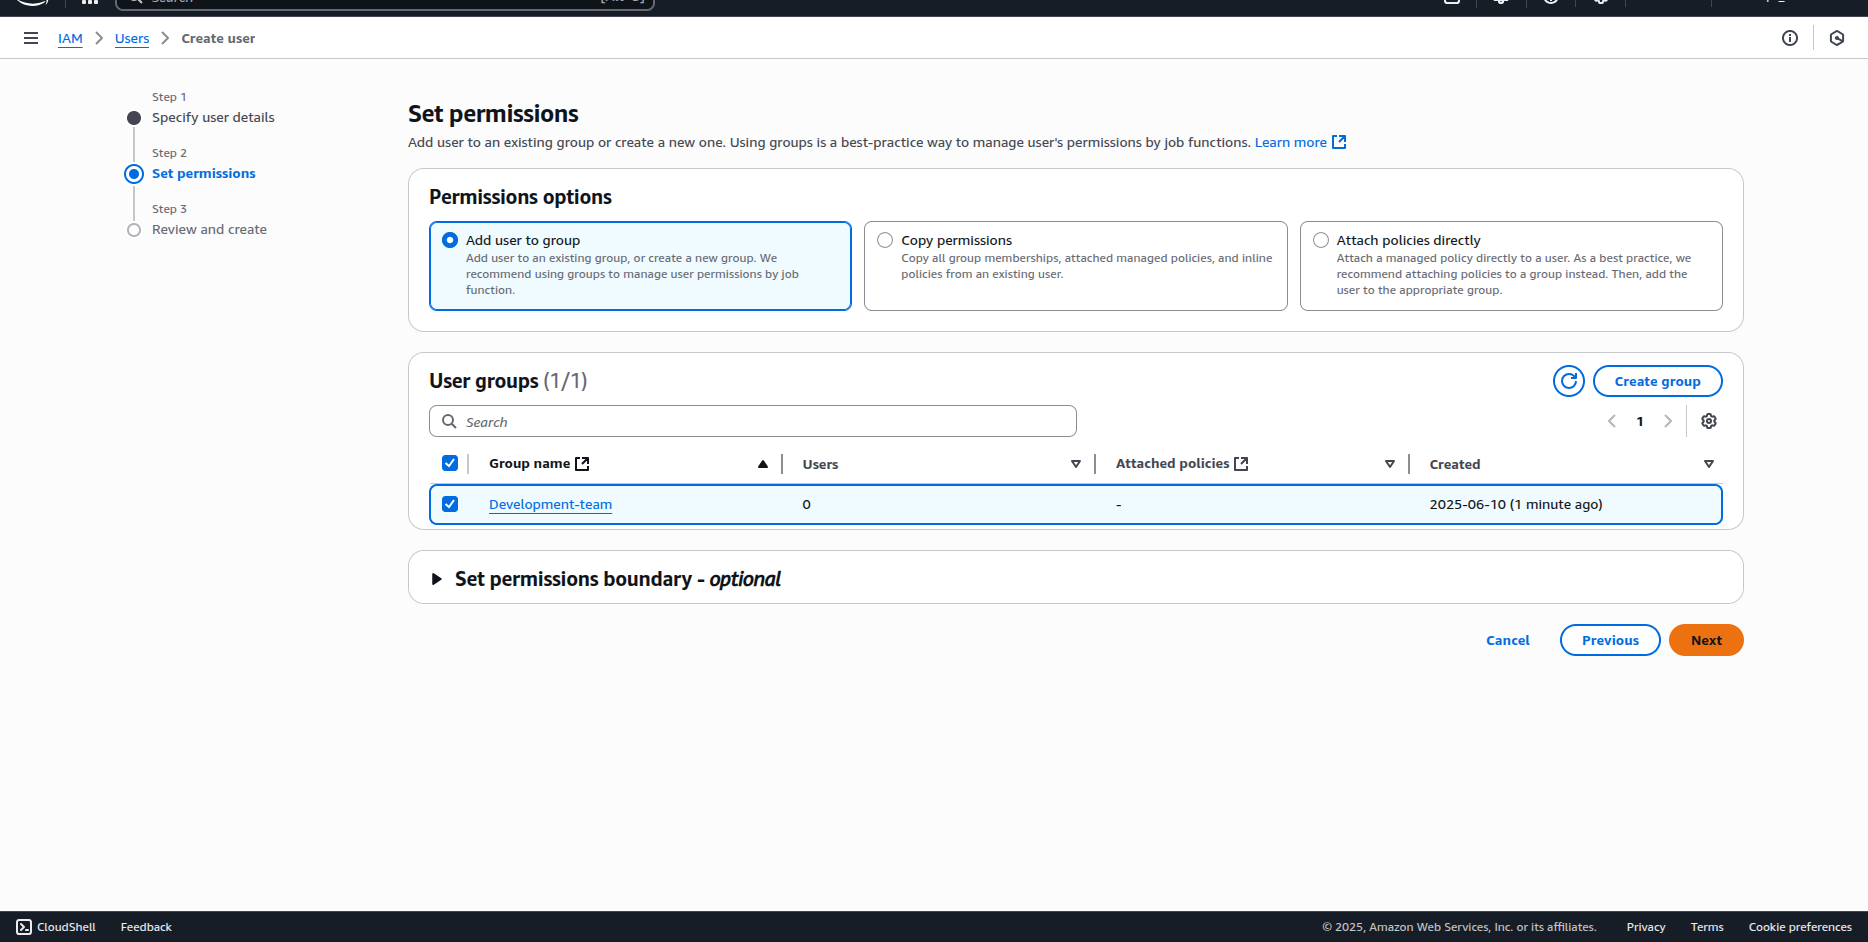 IAM > Users > Create user
Step 1
Specify user details
Step 2
Set permissions
Step 3
Review and create
Set permissions
Add user to an existing group or create a new one. Using groups is a best-practice way to manage user's permissions by job functions. Learn more
Permissions options
Add user to group
Add user to an existing group, or create a new group. We
recommend using groups to manage user permissions by job
function.
Copy permissions
Copy all group memberships, attached managed policies, and inline
policies from an existing user.
Attach policies directly
Attach a managed policy directly to a user. As a best practice, we
recommend attaching policies to a group instead. Then, add the
user to the appropriate group.
User groups (1/1)
Create group
Search
1
Group name Users Attached policies Created
Development-team 0 - 2025-06-10 (1 minute ago)
Set permissions boundary - optional
Cancel Previous Next
CloudShell Feedback © 2025, Amazon Web Services, Inc. or its affiliates. Privacy Terms Cookie preferences